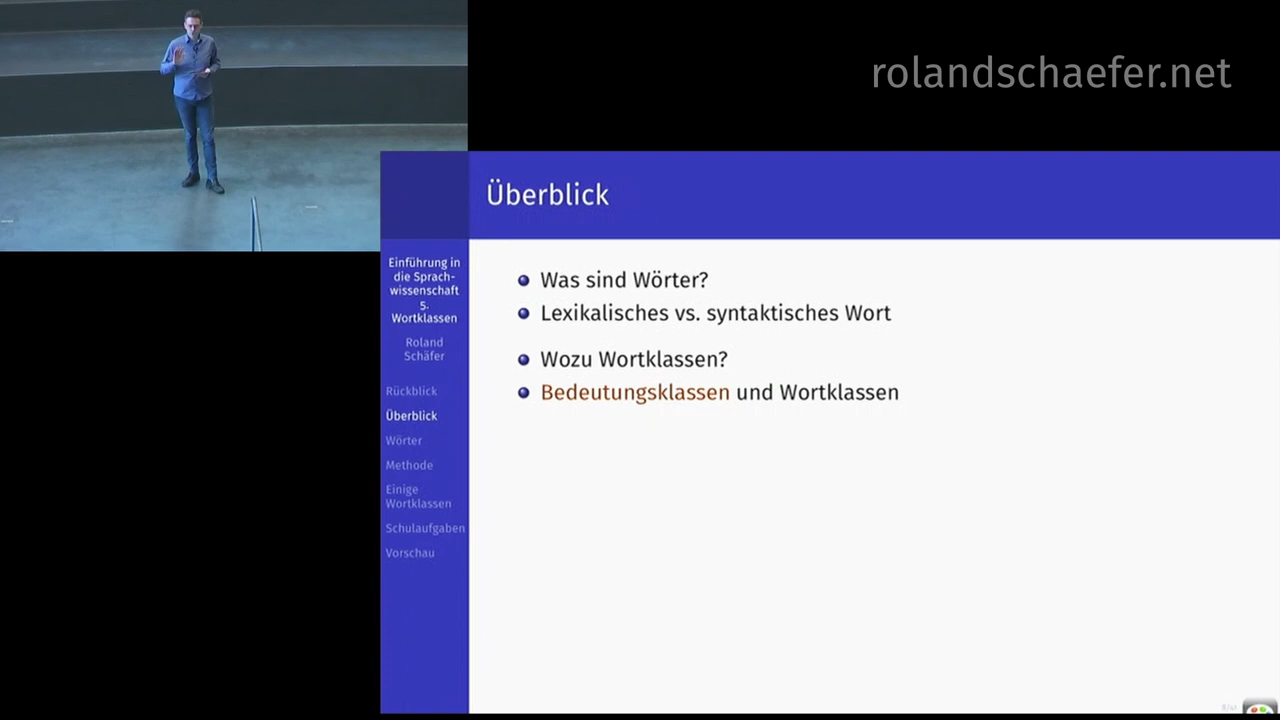 rolandschaefer.net
Überblick
Einführung in
die Sprach-
wissenschaft
5.
Wortklassen
Roland
Schäfer
Rückblick
Überblick
Wörter
Methode
Einige
Wortklassen
Schulaufgaben
Vorschau
Was sind Wörter?
Lexikalisches vs. syntaktisches Wort
Wozu Wortklassen?
Bedeutungsklassen und Wortklassen